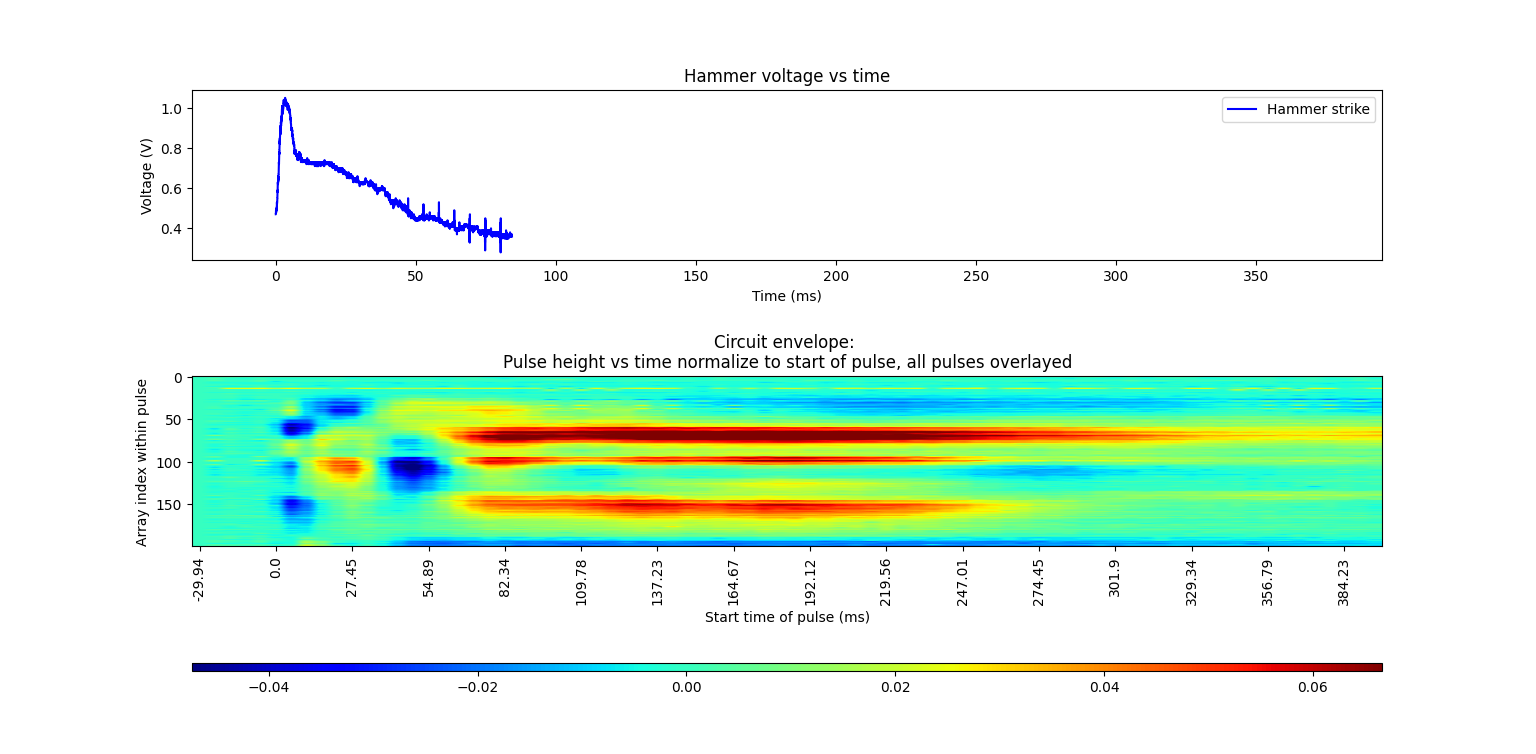 Hammer voltage vs time
Hammer strike
Voltage (V)
1.0
0.8
0.6
0.4
0 50 100 150 200 250 300 350
Time (ms)
Circuit envelope:
Pulse height vs time normalize to start of pulse, all pulses overlayed
Array index within pulse
0
50
100
150
-29.94 0.0 27.45 54.89 82.34 109.78 137.23 164.67 192.12 219.56 247.01 274.45 301.9 329.34 356.79 384.23
Start time of pulse (ms)
−0.04 −0.02 0.00 0.02 0.04 0.06